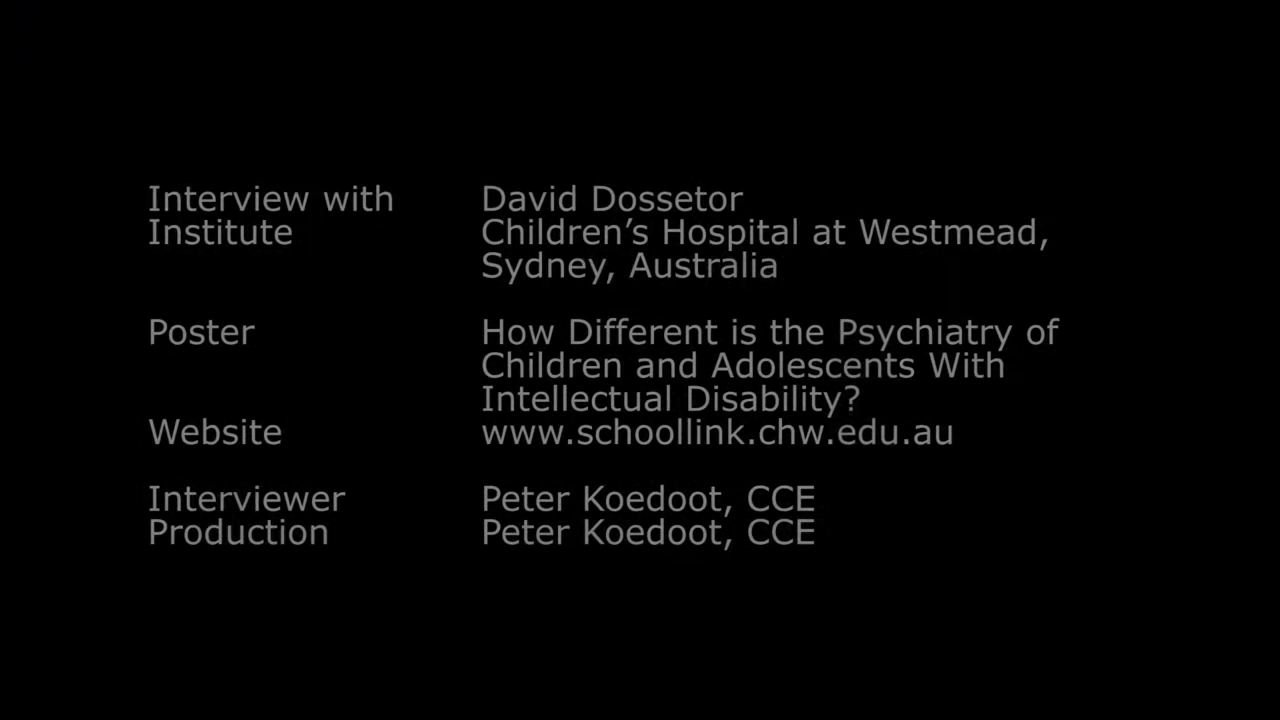 Interview with David Dossetor
Institute Children’s Hospital at Westmead,
Sydney, Australia
Poster How Different is the Psychiatry of
Children and Adolescents With
Intellectual Disability?
Website www.schoollink.chw.edu.au
Interviewer Peter Koedoot, CCE
Production Peter Koedoot, CCE